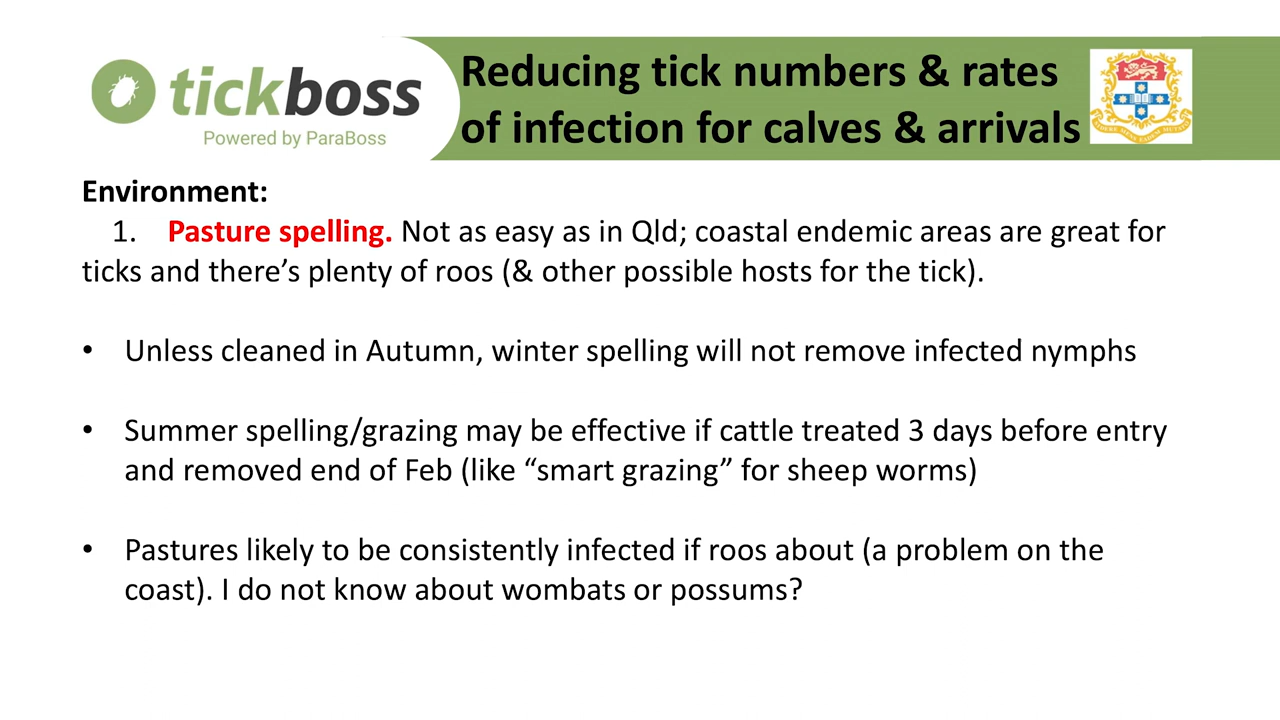 tickboss
Powered by ParaBoss
Reducing tick numbers & rates
of infection for calves & arrivals
Environment:
1. Pasture spelling. Not as easy as in Qld; coastal endemic areas are great for
ticks and there’s plenty of roos (& other possible hosts for the tick).
• Unless cleaned in Autumn, winter spelling will not remove infected nymphs
• Summer spelling/grazing may be effective if cattle treated 3 days before entry
and removed end of Feb (like “smart grazing” for sheep worms)
• Pastures likely to be consistently infected if roos about (a problem on the
coast). I do not know about wombats or possums?